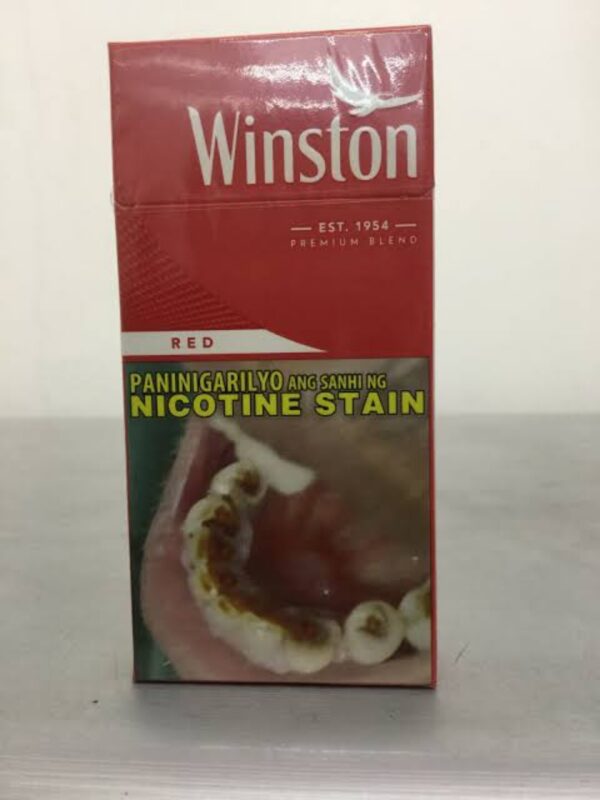 Winston
EST. 1954
PREMIUM BLEND
RED
PANINIGARILYO ANG SANHI NG
NICOTINE STAIN